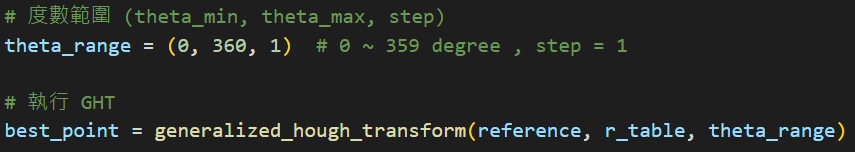 # 度數範圍 (theta_min, theta_max, step)
theta_range = (0, 360, 1)  # 0 ~ 359 degree , step = 1
# 執行 GHT
best_point = generalized_hough_transform(reference, r_table, theta_range)